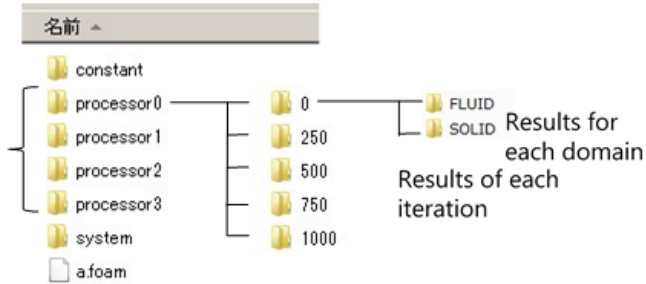 名前
constant
processor0
0
FLUID
SOLID
Results for
each domain
processor1
250
processor2
500
Results of each
iteration
processor3
750
system
1000
a.foam